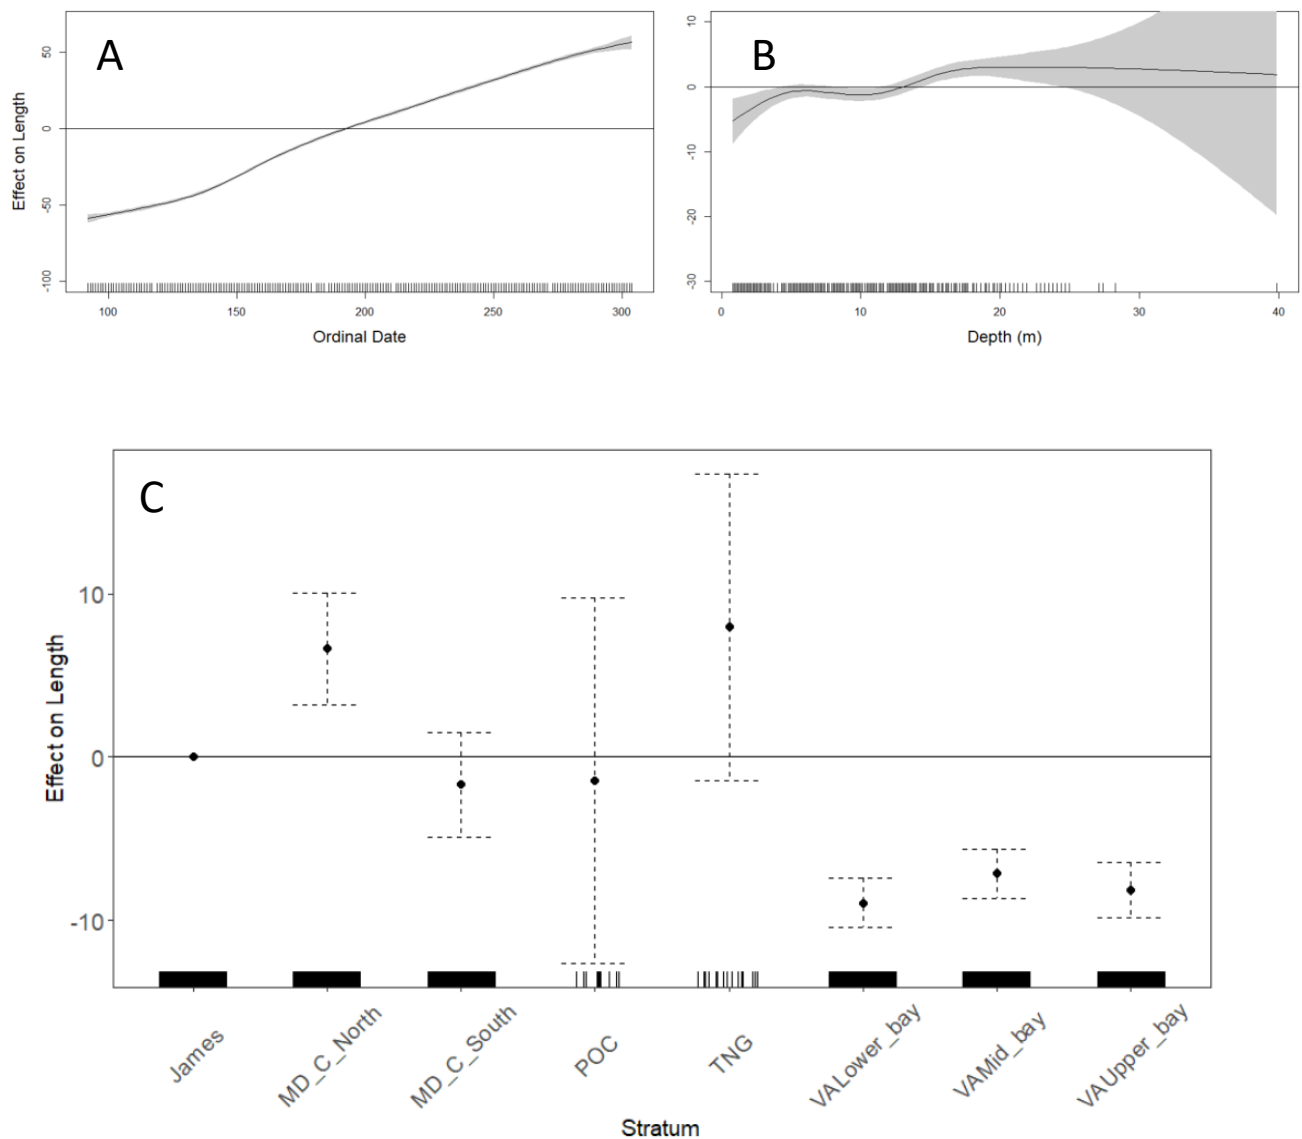 A
Effect on Length
50
0
-50
-100
100 150 200 250 300
Ordinal Date
B
10
0
-10
-20
-30
0 10 20 30 40
Depth (m)
C
Effect on Length
10
0
-10
James MD_C_North MD_C_South POC TNG VALower_bay VAMid_bay VAUpper_bay
Stratum